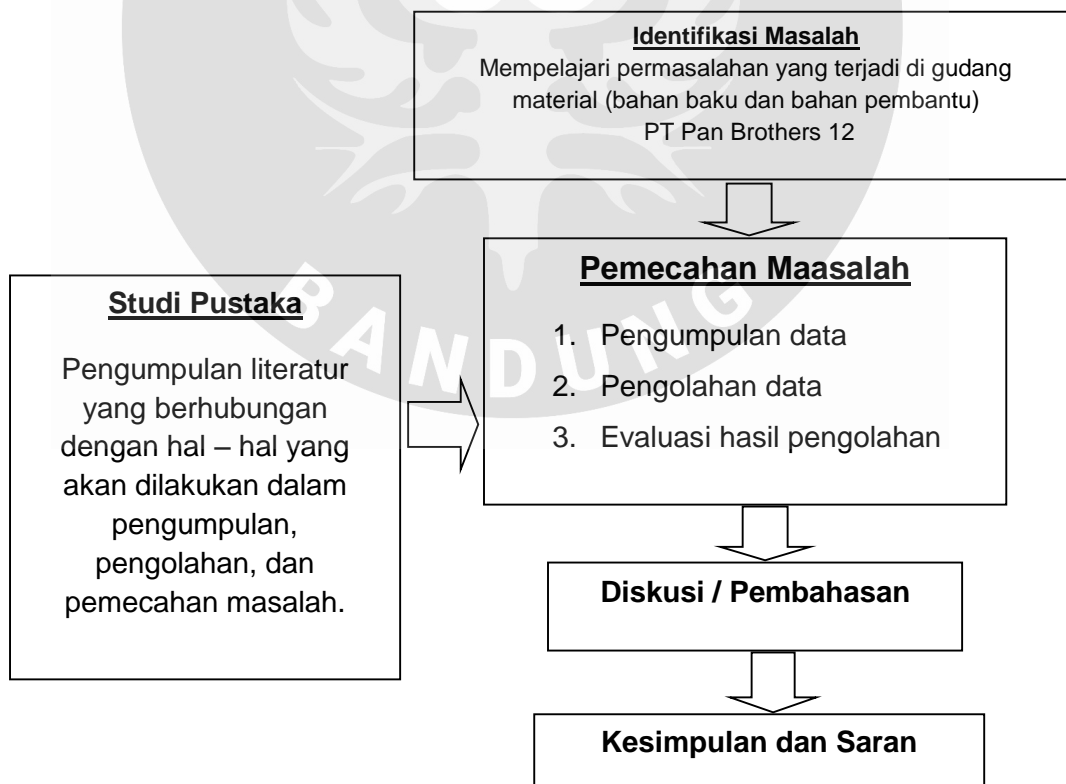 Identifikasi Masalah
Mempelajari permasalahan yang terjadi di gudang
material (bahan baku dan bahan pembantu)
PT Pan Brothers 12
Studi Pustaka
Pengumpulan literatur
yang berhubungan
dengan hal – hal yang
akan dilakukan dalam
pengumpulan,
pengolahan, dan
pemecahan masalah.
Pemecahan Maasalah
1. Pengumpulan data
2. Pengolahan data
3. Evaluasi hasil pengolahan
Diskusi / Pembahasan
Kesimpulan dan Saran
BANDUNG